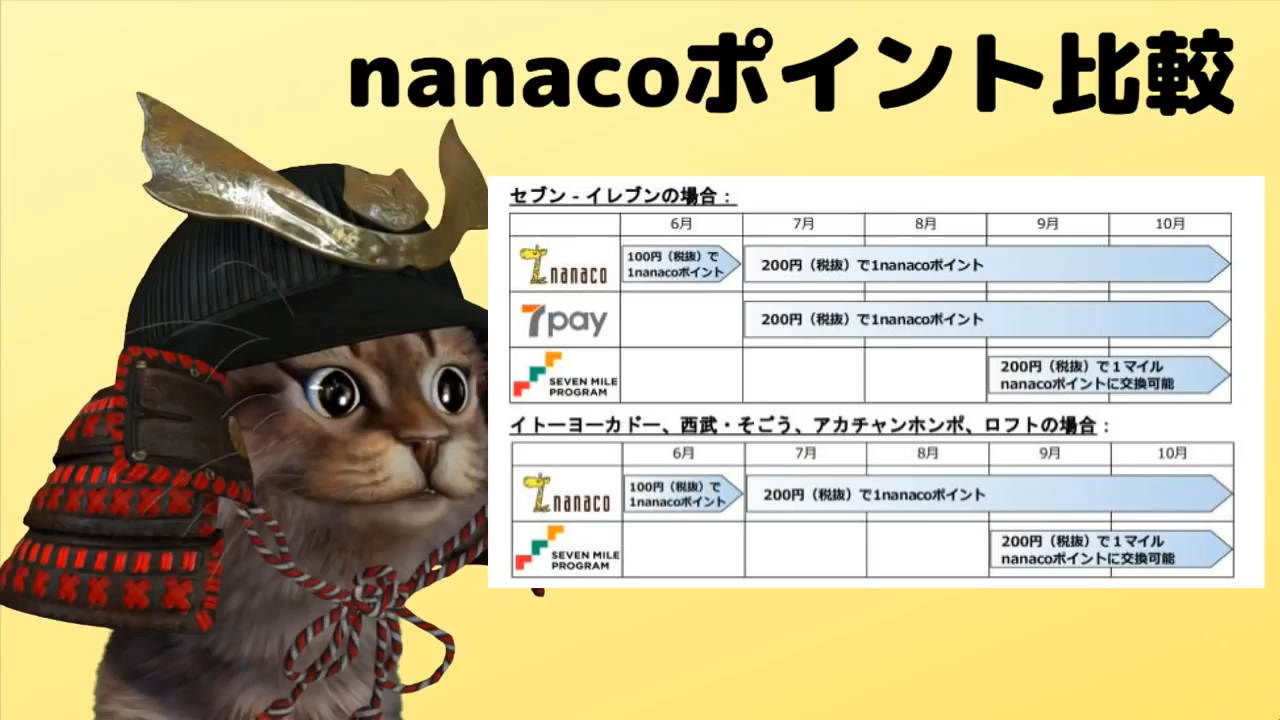 nanacoポイント比較
セブン - イレブンの場合：
6月 7月 8月 9月 10月
nanaco 100円（税抜）で 1nanacoポイント 200円（税抜）で1nanacoポイント
7pay 200円（税抜）で1nanacoポイント
SEVEN MILE PROGRAM 200円（税抜）で１マイル nanacoポイントに交換可能
イトーヨーカドー、西武・そごう、アカチャンホンポ、ロフトの場合：
6月 7月 8月 9月 10月
nanaco 100円（税抜）で 1nanacoポイント 200円（税抜）で1nanacoポイント
SEVEN MILE PROGRAM 200円（税抜）で１マイル nanacoポイントに交換可能